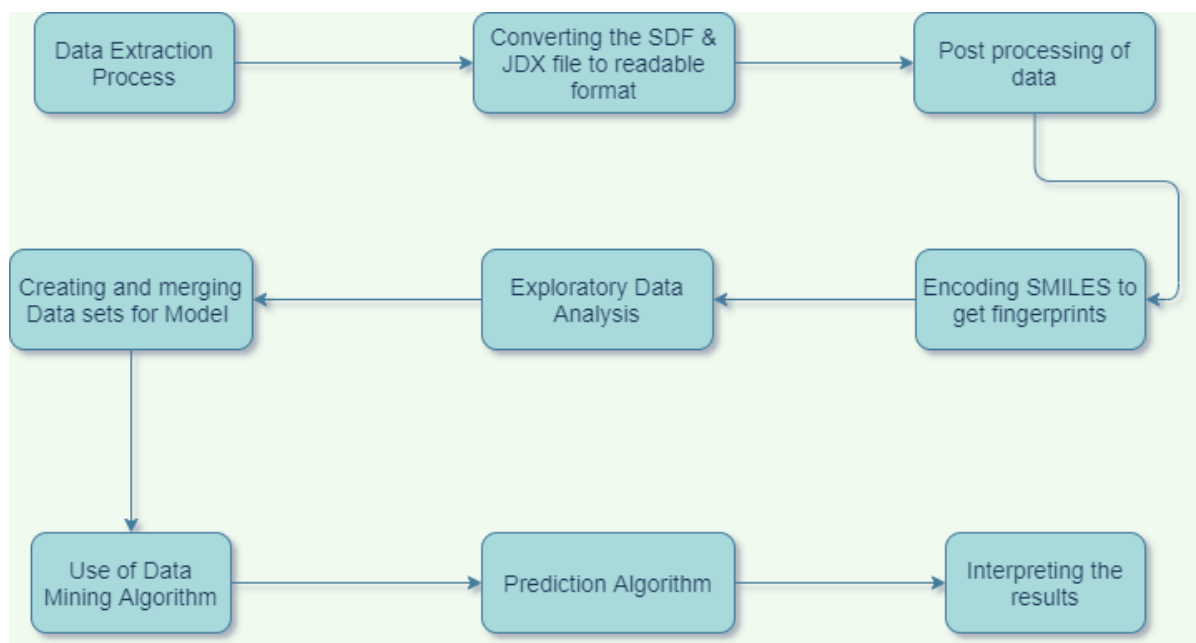 Data Extraction
Process
Converting the SDF &
JDX file to readable
format
Post processing of
data
Encoding SMILES to
get fingerprints
Exploratory Data
Analysis
Creating and merging
Data sets for Model
Use of Data
Mining Algorithm
Prediction Algorithm
Interpreting the
results